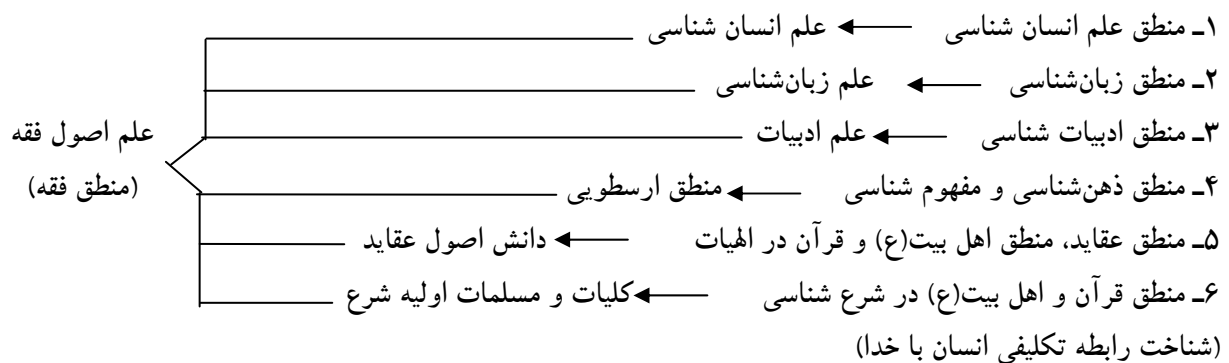 ۱ـ منطق علم انسان شناسی علم انسان شناسی
۲ـ منطق زبان‌شناسی علم زبان‌شناسی
۳ـ منطق ادبیات شناسی علم ادبیات
علم اصول فقه
(منطق فقه)
۴ـ منطق ذهن‌شناسی و مفهوم شناسی منطق ارسطویی
۵ـ منطق عقاید، منطق اهل بیت(ع) و قرآن در الهیات دانش اصول عقاید
۶ـ منطق قرآن و اهل بیت(ع) در شرع شناسی کلیات و مسلمات اولیه شرع
(شناخت رابطه تکلیفی انسان با خدا)